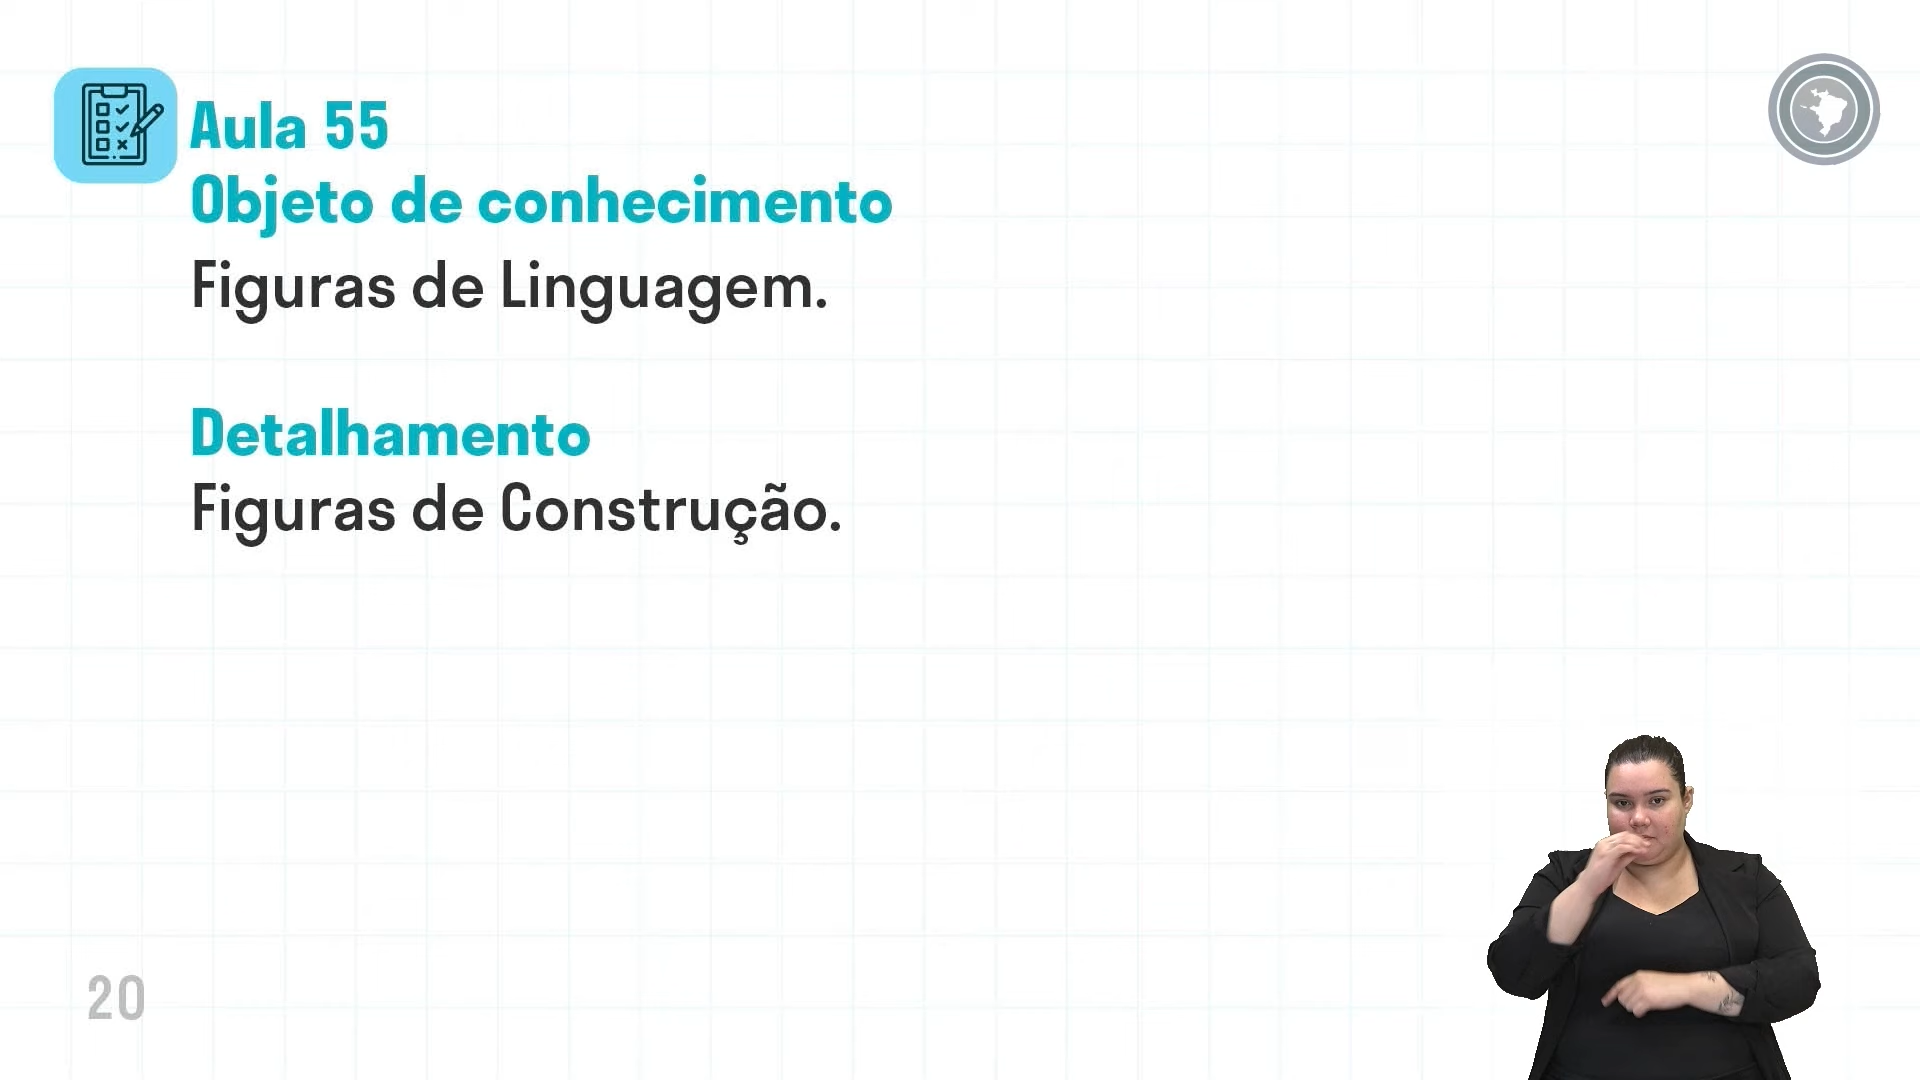 Aula 55
Objeto de conhecimento
Figuras de Linguagem.
Detalhamento
Figuras de Construção.
20